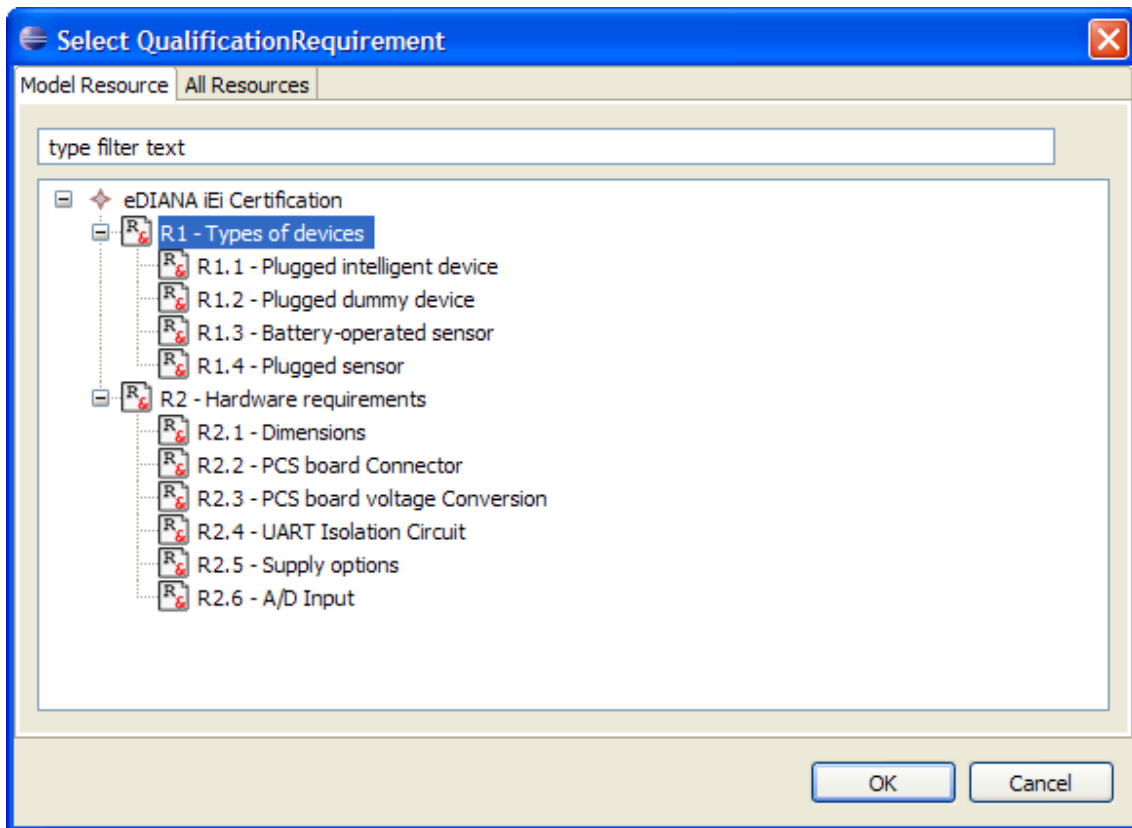 Select QualificationRequirement
Model Resource All Resources
type filter text
eDIANA iEi Certification
R1 - Types of devices
R1.1 - Plugged intelligent device
R1.2 - Plugged dummy device
R1.3 - Battery-operated sensor
R1.4 - Plugged sensor
R2 - Hardware requirements
R2.1 - Dimensions
R2.2 - PCS board Connector
R2.3 - PCS board voltage Conversion
R2.4 - UART Isolation Circuit
R2.5 - Supply options
R2.6 - A/D Input
OK Cancel